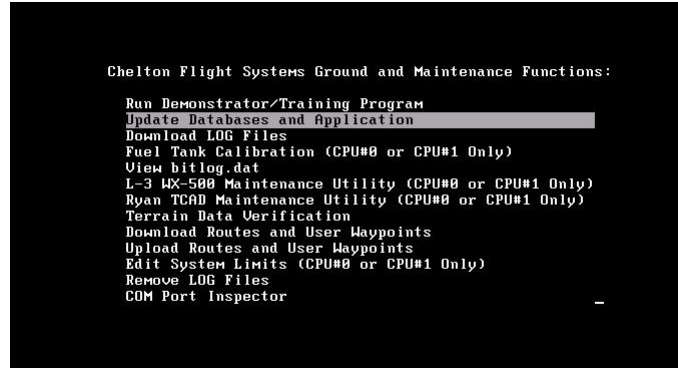 Chelton Flight Systems Ground and Maintenance Functions:
Run Demonstrator/Training Program
Update Databases and Application
Download LOG Files
Fuel Tank Calibration (CPU#0 or CPU#1 Only)
View bitlog.dat
L-3 WX-500 Maintenance Utility (CPU#0 or CPU#1 Only)
Ryan TCAD Maintenance Utility (CPU#0 or CPU#1 Only)
Terrain Data Verification
Download Routes and User Waypoints
Upload Routes and User Waypoints
Edit System Limits (CPU#0 or CPU#1 Only)
Remove LOG Files
COM Port Inspector